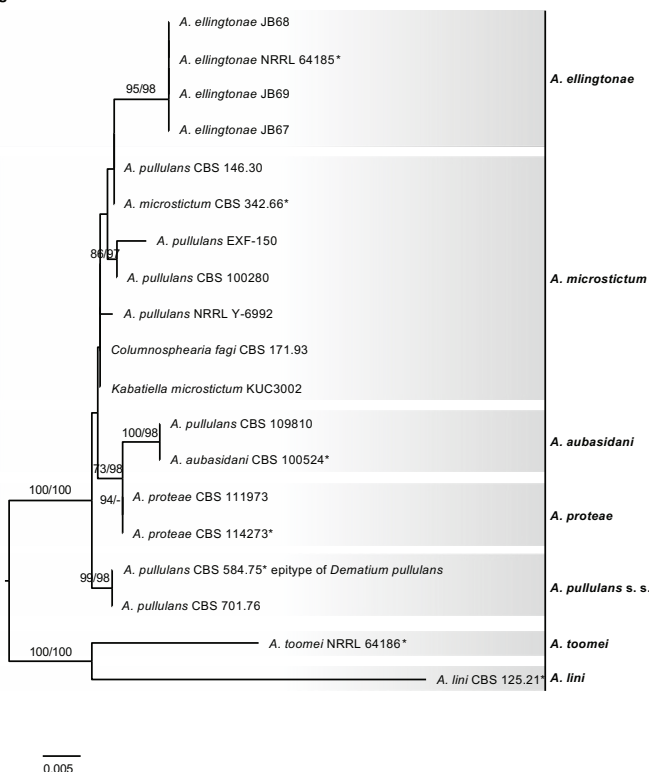 A. ellingtonae JB68
A. ellingtonae NRRL 64185*
A. ellingtonae
95/98
A. ellingtonae JB69
A. ellingtonae JB67
A. pullulans CBS 146.30
A. microstictum CBS 342.66*
A. pullulans EXF-150
86/97
A. pullulans CBS 100280
A. microstictum
A. pullulans NRRL Y-6992
Columnosphearia fagi CBS 171.93
Kabatiella microstictum KUC3002
A. pullulans CBS 109810
100/98
A. aubasidani
A. aubasidani CBS 100524*
73/98
100/100
94/-
A. proteae CBS 111973
A. proteae
A. proteae CBS 114273*
A. pullulans CBS 584.75* epitype of Dematium pullulans
99/98
A. pullulans s. s.
A. pullulans CBS 701.76
A. toomei NRRL 64186*
A. toomei
100/100
A. lini CBS 125.21*
A. lini
0.005